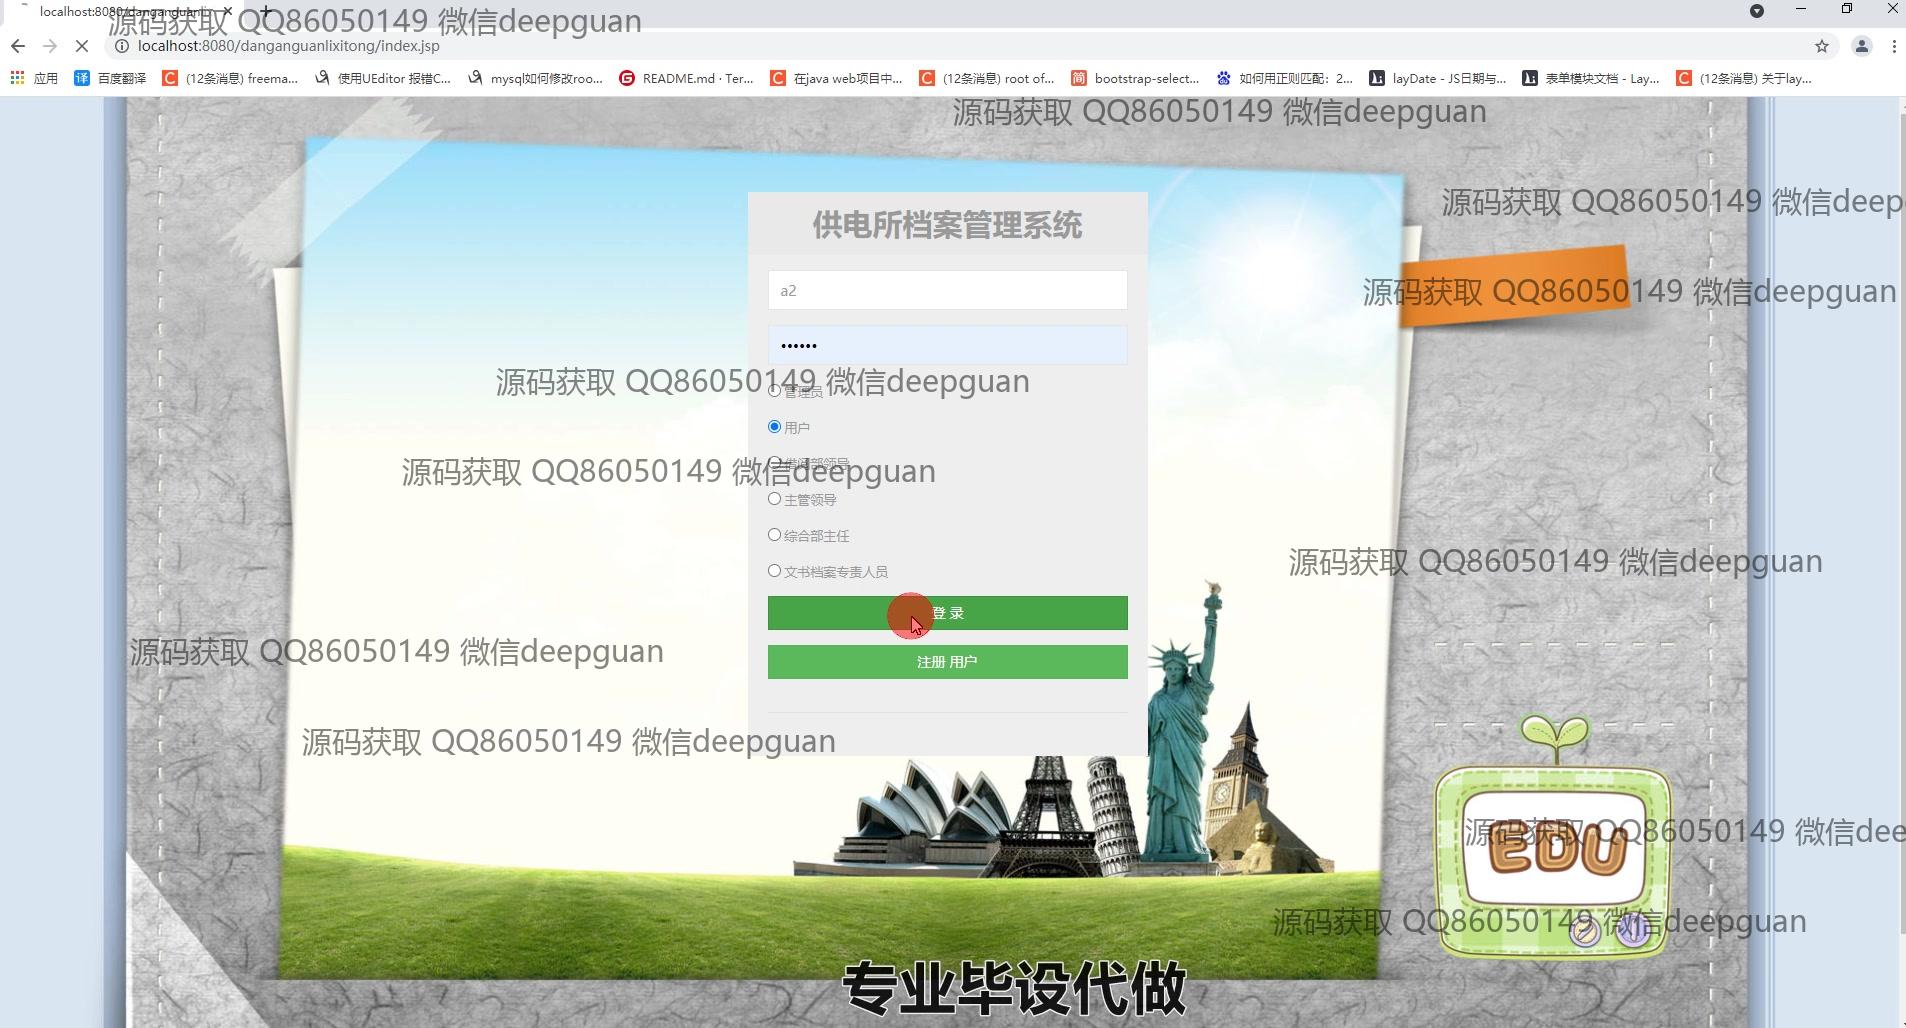 localhost:8080/danganguanlix
源码获取 QQ86050149 微信deepguan
localhost:8080/danganguanlixitong/index.jsp
应用
译
百度翻译
(12条消息) freema...
使用UEditor 报错C...
mysql如何修改roo...
README.md · Ter...
在java web项目中...
(12条消息) root of...
简
bootstrap-select...
如何用正则匹配：2...
layDate - JS日期与...
表单模块文档 - Lay...
(12条消息) 关于lay...
源码获取 QQ86050149 微信deepguan
源码获取 QQ86050149 微信deep
供电所档案管理系统
a2
源码获取 QQ86050149 微信deepguan
••••••
源码获取 QQ86050149 微信deepguan
管理员
用户
借阅部领导
源码获取 QQ86050149 微信deepguan
主管领导
综合部主任
源码获取 QQ86050149 微信deepguan
文书档案专责人员
登 录
源码获取 QQ86050149 微信deepguan
注册 用户
源码获取 QQ86050149 微信deepguan
源码获取 QQ86050149 微信dee
EDU
源码获取 QQ86050149 微信deepguan
专业毕设代做